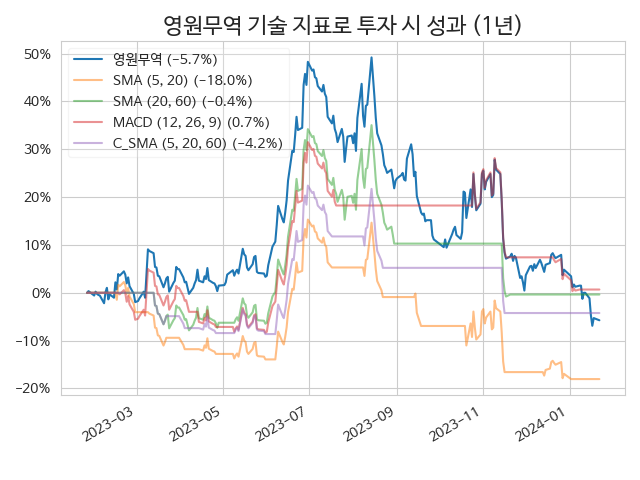 영원무역 기술 지표로 투자 시 성과 (1년)
50%
40%
30%
20%
10%
0%
−10%
−20%
영원무역 (−5.7%)
SMA (5, 20) (−18.0%)
SMA (20, 60) (−0.4%)
MACD (12, 26, 9) (0.7%)
C_SMA (5, 20, 60) (−4.2%)
2023−03
2023−05
2023−07
2023−09
2023−11
2024−01